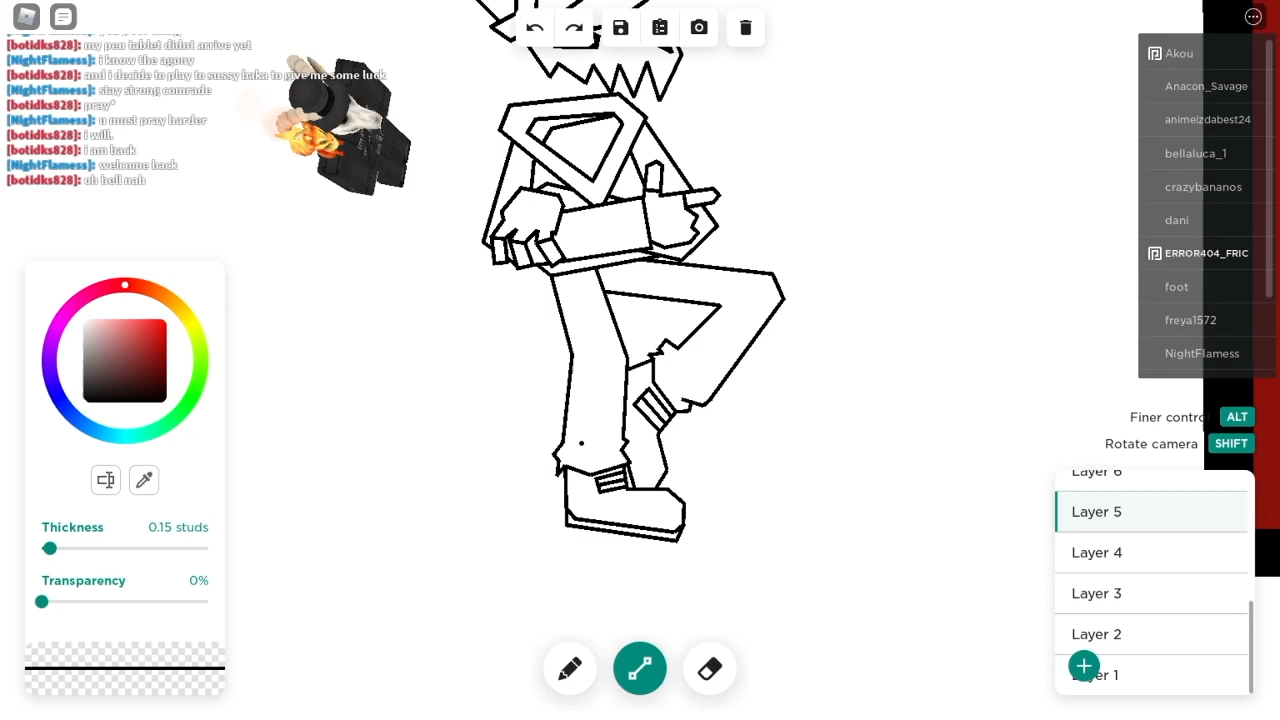 [botidks828]: my pen tablet didnt arrive yet
[NightFlamess]: i know the agony
[botidks828]: and i decide to play to sussy baka to give me some luck
[NightFlamess]: stay strong comrade
[botidks828]: pray*
[NightFlamess]: u must pray harder
[botidks828]: i will.
[botidks828]: i am back
[NightFlamess]: welcome back
[botidks828]: oh hell nah
Akou
Anacon_Savage
animeizdabest24
bellaluca_1
crazybananos
dani
ERROR404_FRIC
foot
freya1572
NightFlamess
Finer control ALT
Rotate camera SHIFT
Thickness 0.15 studs
Transparency 0%
Layer 6
Layer 5
Layer 4
Layer 3
Layer 2
er 1